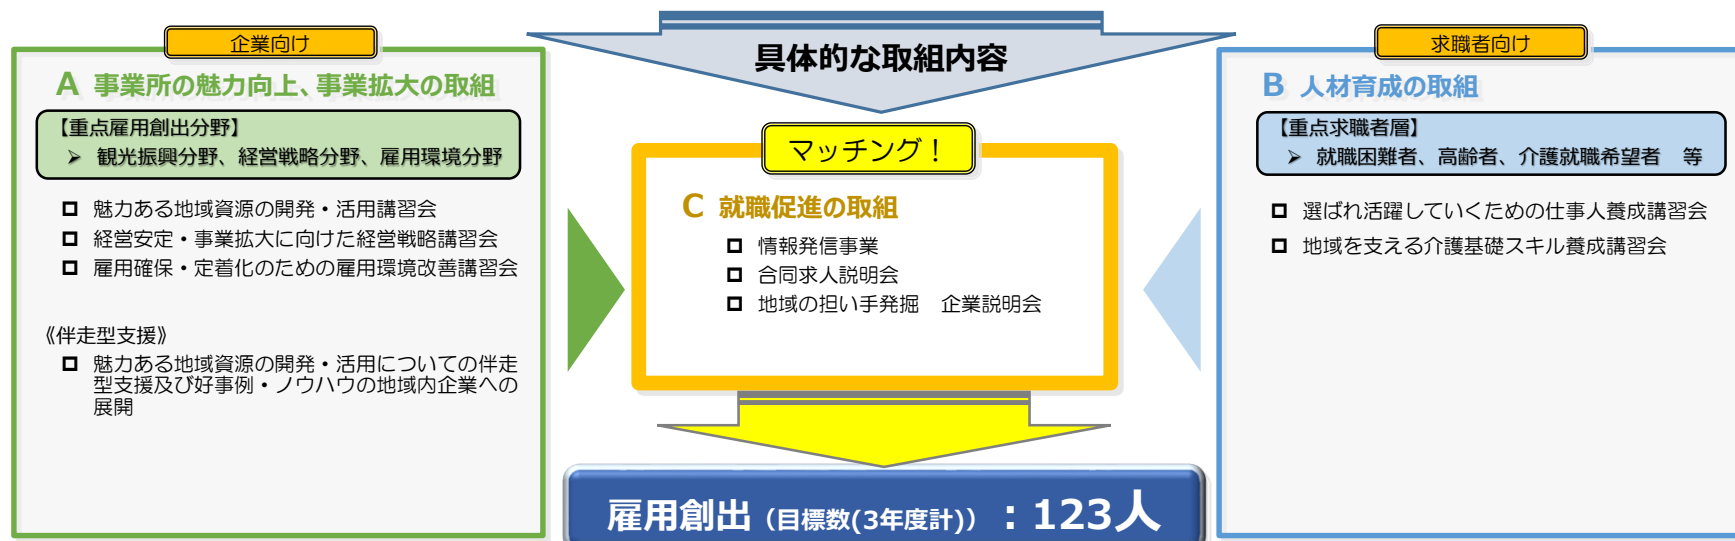 具体的な取組内容
企業向け
A 事業所の魅力向上、事業拡大の取組
【重点雇用創出分野】
➢ 観光振興分野、経営戦略分野、雇用環境分野
魅力ある地域資源の開発・活用講習会
経営安定・事業拡大に向けた経営戦略講習会
雇用確保・定着化のための雇用環境改善講習会
《伴走型支援》
魅力ある地域資源の開発・活用についての伴走
型支援及び好事例・ノウハウの地域内企業への
展開
マッチング！
C 就職促進の取組
情報発信事業
合同求人説明会
地域の担い手発掘　企業説明会
求職者向け
B 人材育成の取組
【重点求職者層】
➢ 就職困難者、高齢者、介護就職希望者　等
選ばれ活躍していくための仕事人養成講習会
地域を支える介護基礎スキル養成講習会
雇用創出（目標数(3年度計)）：123人